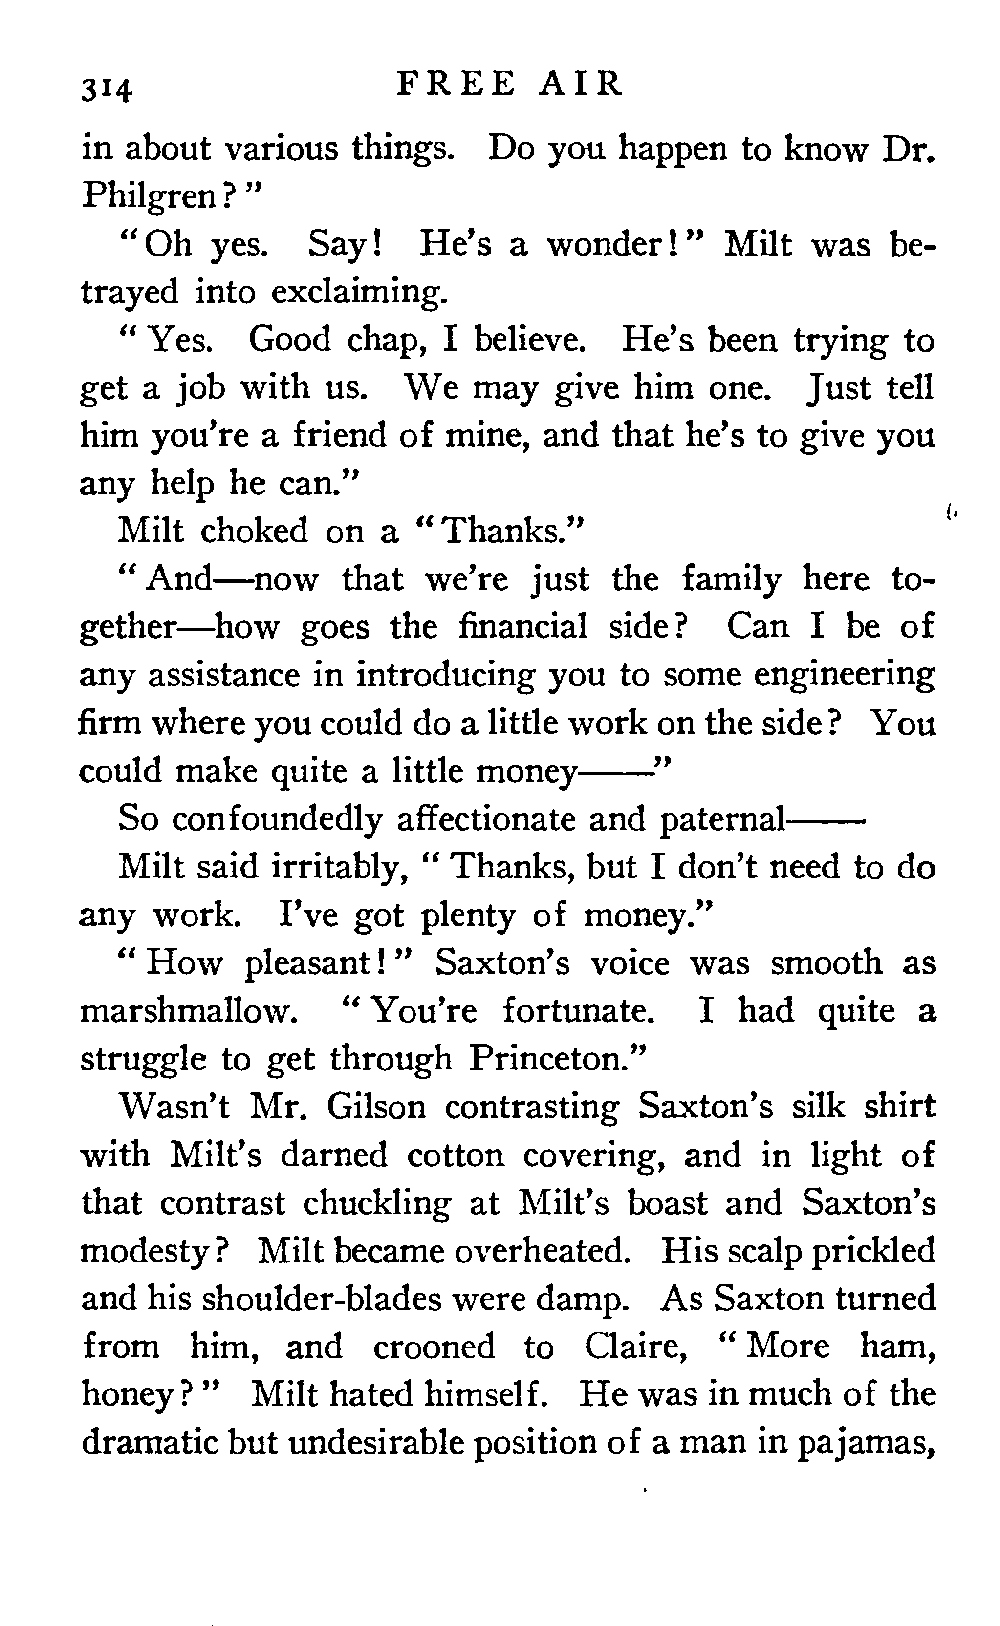 314 FREE AIR
in about various things. Do you happen to know Dr.
Philgren?"
"Oh yes. Say! He's a wonder!" Milt was be-
trayed into exclaiming.
"Yes. Good chap, I believe. He's been trying to
get a job with us. We may give him one. Just tell
him you're a friend of mine, and that he's to give you
any help he can."
Milt choked on a "Thanks."
"And—now that we're just the family here to-
gether—how goes the financial side? Can I be of
any assistance in introducing you to some engineering
firm where you could do a little work on the side? You
could make quite a little money——"
So confoundedly affectionate and paternal——
Milt said irritably, "Thanks, but I don't need to do
any work. I've got plenty of money."
"How pleasant!" Saxton's voice was smooth as
marshmallow. "You're fortunate. I had quite a
struggle to get through Princeton."
Wasn't Mr. Gilson contrasting Saxton's silk shirt
with Milt's darned cotton covering, and in light of
that contrast chuckling at Milt's boast and Saxton's
modesty? Milt became overheated. His scalp prickled
and his shoulder-blades were damp. As Saxton turned
from him, and crooned to Claire, "More ham,
honey?" Milt hated himself. He was in much of the
dramatic but undesirable position of a man in pajamas,